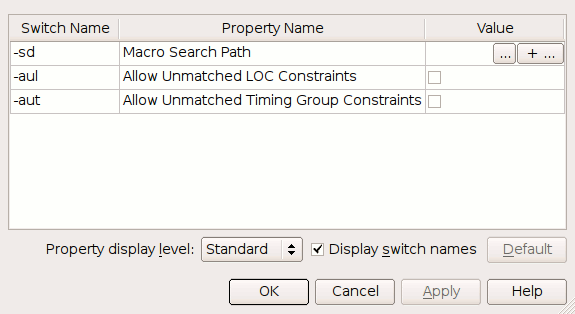 Switch Name Property Name Value
-sd Macro Search Path ... + ...
-aul Allow Unmatched LOC Constraints
-aut Allow Unmatched Timing Group Constraints
Property display level: Standard Display switch names Default
OK Cancel Apply Help